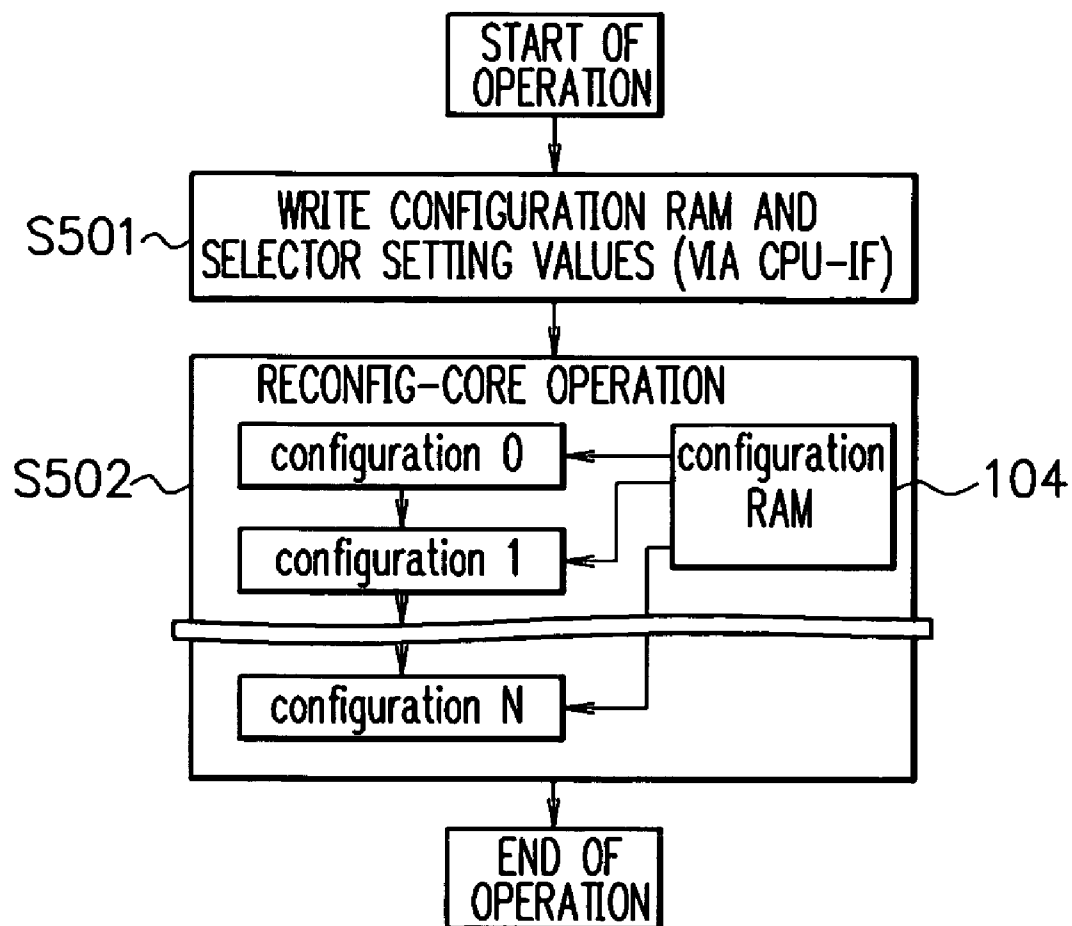 START OF
OPERATION
S501
WRITE CONFIGURATION RAM AND
SELECTOR SETTING VALUES (VIA CPU-IF)
RECONFIG-CORE OPERATION
S502
configuration 0
configuration
RAM
104
configuration 1
configuration N
END OF
OPERATION